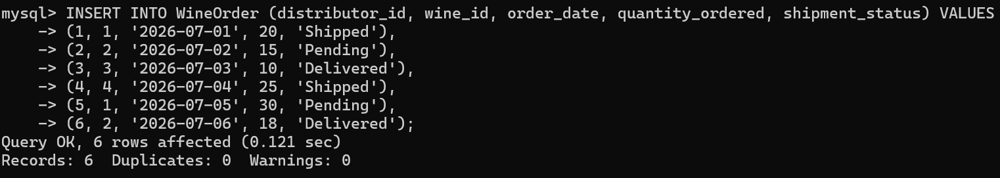 mysql> INSERT INTO WineOrder (distributor_id, wine_id, order_date, quantity_ordered, shipment_status) VALUES
    -> (1, 1, '2026-07-01', 20, 'Shipped'),
    -> (2, 2, '2026-07-02', 15, 'Pending'),
    -> (3, 3, '2026-07-03', 10, 'Delivered'),
    -> (4, 4, '2026-07-04', 25, 'Shipped'),
    -> (5, 1, '2026-07-05', 30, 'Pending'),
    -> (6, 2, '2026-07-06', 18, 'Delivered');
Query OK, 6 rows affected (0.121 sec)
Records: 6  Duplicates: 0  Warnings: 0